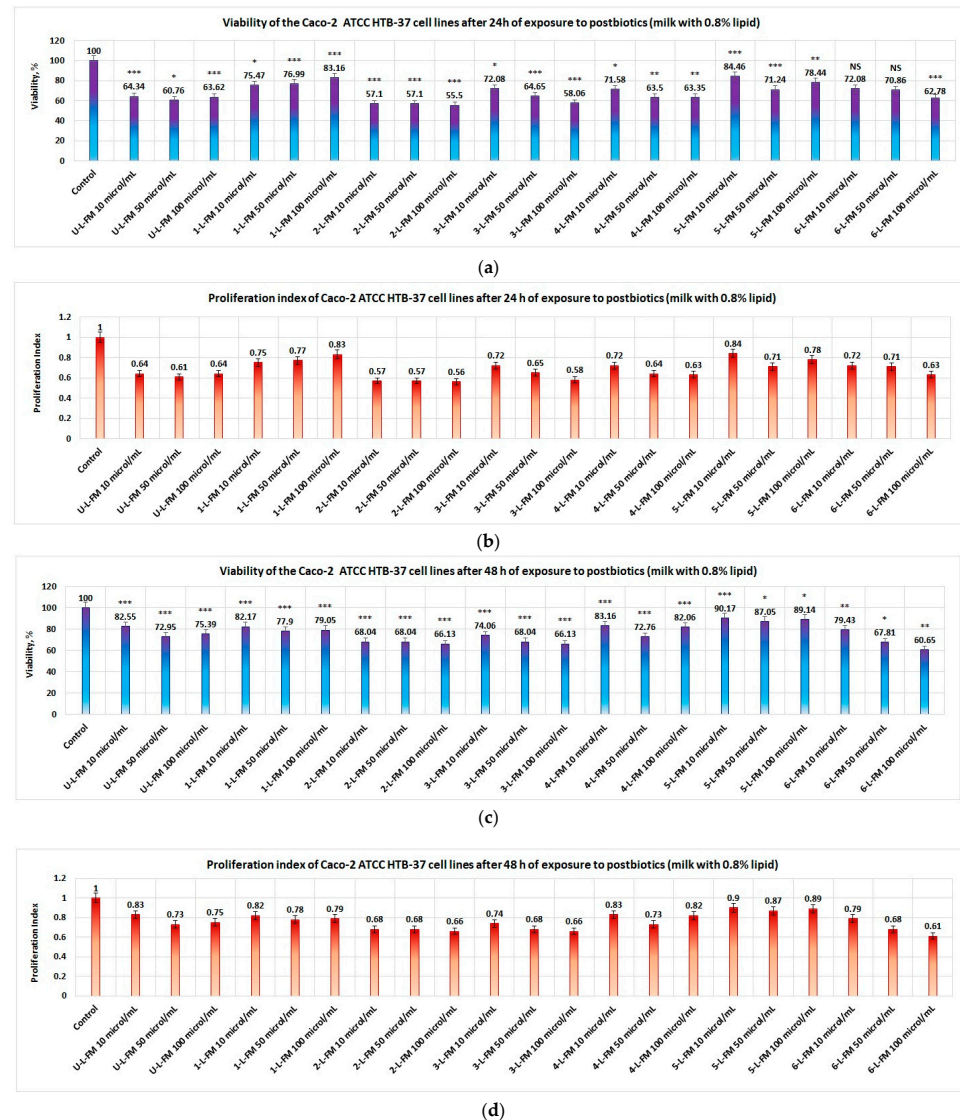 Viability of the Caco-2 ATCC HTB-37 cell lines after 24h of exposure to postbiotics (milk with 0.8% lipid)
Viability, %
120
100
80
60
40
20
0
100 64.34 60.76 63.62 75.47 76.99 83.16 57.1 57.1 55.5 72.08 64.65 58.06 71.58 63.5 63.35 84.46 71.24 78.44 72.08 70.86 62.78
*** * *** * *** *** *** *** *** * *** *** * ** ** *** *** ** NS NS ***
Control
U-L-FM 10 microl/mL
U-L-FM 50 microl/mL
U-L-FM 100 microl/mL
1-L-FM 10 microl/mL
1-L-FM 50 microl/mL
1-L-FM 100 microl/mL
2-L-FM 10 microl/mL
2-L-FM 50 microl/mL
2-L-FM 100 microl/mL
3-L-FM 10 microl/mL
3-L-FM 50 microl/mL
3-L-FM 100 microl/mL
4-L-FM 10 microl/mL
4-L-FM 50 microl/mL
4-L-FM 100 microl/mL
5-L-FM 10 microl/mL
5-L-FM 50 microl/mL
5-L-FM 100 microl/mL
6-L-FM 10 microl/mL
6-L-FM 50 microl/mL
6-L-FM 100 microl/mL
(a)
Proliferation index of Caco-2 ATCC HTB-37 cell lines after 24 h of exposure to postbiotics (milk with 0.8% lipid)
Proliferation Index
1.2
1
0.8
0.6
0.4
0.2
0
1 0.64 0.61 0.64 0.75 0.77 0.83 0.57 0.57 0.56 0.72 0.65 0.58 0.72 0.64 0.63 0.84 0.71 0.78 0.72 0.71 0.63
Control
U-L-FM 10 microl/mL
U-L-FM 50 microl/mL
U-L-FM 100 microl/mL
1-L-FM 10 microl/mL
1-L-FM 50 microl/mL
1-L-FM 100 microl/mL
2-L-FM 10 microl/mL
2-L-FM 50 microl/mL
2-L-FM 100 microl/mL
3-L-FM 10 microl/mL
3-L-FM 50 microl/mL
3-L-FM 100 microl/mL
4-L-FM 10 microl/mL
4-L-FM 50 microl/mL
4-L-FM 100 microl/mL
5-L-FM 10 microl/mL
5-L-FM 50 microl/mL
5-L-FM 100 microl/mL
6-L-FM 10 microl/mL
6-L-FM 50 microl/mL
6-L-FM 100 microl/mL
(b)
Viability of the Caco-2 ATCC HTB-37 cell lines after 48 h of exposure to postbiotics (milk with 0.8% lipid)
Viability, %
120
100
80
60
40
20
0
100 82.55 72.95 75.39 82.17 77.9 79.05 68.04 68.04 66.13 74.06 68.04 66.13 83.16 72.76 82.06 90.17 87.05 89.14 79.43 67.81 60.65
*** *** *** *** *** *** *** *** *** *** *** *** *** *** *** *** * * ** * **
Control
U-L-FM 10 microl/mL
U-L-FM 50 microl/mL
U-L-FM 100 microl/mL
1-L-FM 10 microl/mL
1-L-FM 50 microl/mL
1-L-FM 100 microl/mL
2-L-FM 10 microl/mL
2-L-FM 50 microl/mL
2-L-FM 100 microl/mL
3-L-FM 10 microl/mL
3-L-FM 50 microl/mL
3-L-FM 100 microl/mL
4-L-FM 10 microl/mL
4-L-FM 50 microl/mL
4-L-FM 100 microl/mL
5-L-FM 10 microl/mL
5-L-FM 50 microl/mL
5-L-FM 100 microl/mL
6-L-FM 10 microl/mL
6-L-FM 50 microl/mL
6-L-FM 100 microl/mL
(c)
Proliferation index of Caco-2 ATCC HTB-37 cell lines after 48 h of exposure to postbiotics (milk with 0.8% lipid)
Proliferation Index
1.2
1
0.8
0.6
0.4
0.2
0
1 0.83 0.73 0.75 0.82 0.78 0.79 0.68 0.68 0.66 0.74 0.68 0.66 0.83 0.73 0.82 0.9 0.87 0.89 0.79 0.68 0.61
Control
U-L-FM 10 microl/mL
U-L-FM 50 microl/mL
U-L-FM 100 microl/mL
1-L-FM 10 microl/mL
1-L-FM 50 microl/mL
1-L-FM 100 microl/mL
2-L-FM 10 microl/mL
2-L-FM 50 microl/mL
2-L-FM 100 microl/mL
3-L-FM 10 microl/mL
3-L-FM 50 microl/mL
3-L-FM 100 microl/mL
4-L-FM 10 microl/mL
4-L-FM 50 microl/mL
4-L-FM 100 microl/mL
5-L-FM 10 microl/mL
5-L-FM 50 microl/mL
5-L-FM 100 microl/mL
6-L-FM 10 microl/mL
6-L-FM 50 microl/mL
6-L-FM 100 microl/mL
(d)